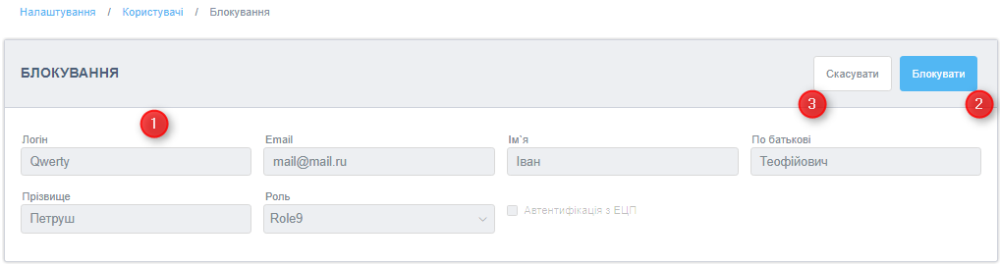 Налаштування / Користувачі / Блокування
БЛОКУВАННЯ
Скасувати
Блокувати
1
3
2
Логін
Email
Ім`я
По батькові
Qwerty
mail@mail.ru
Іван
Теофійович
Прізвище
Роль
Петруш
Role9
Автентифікація з ЕЦП